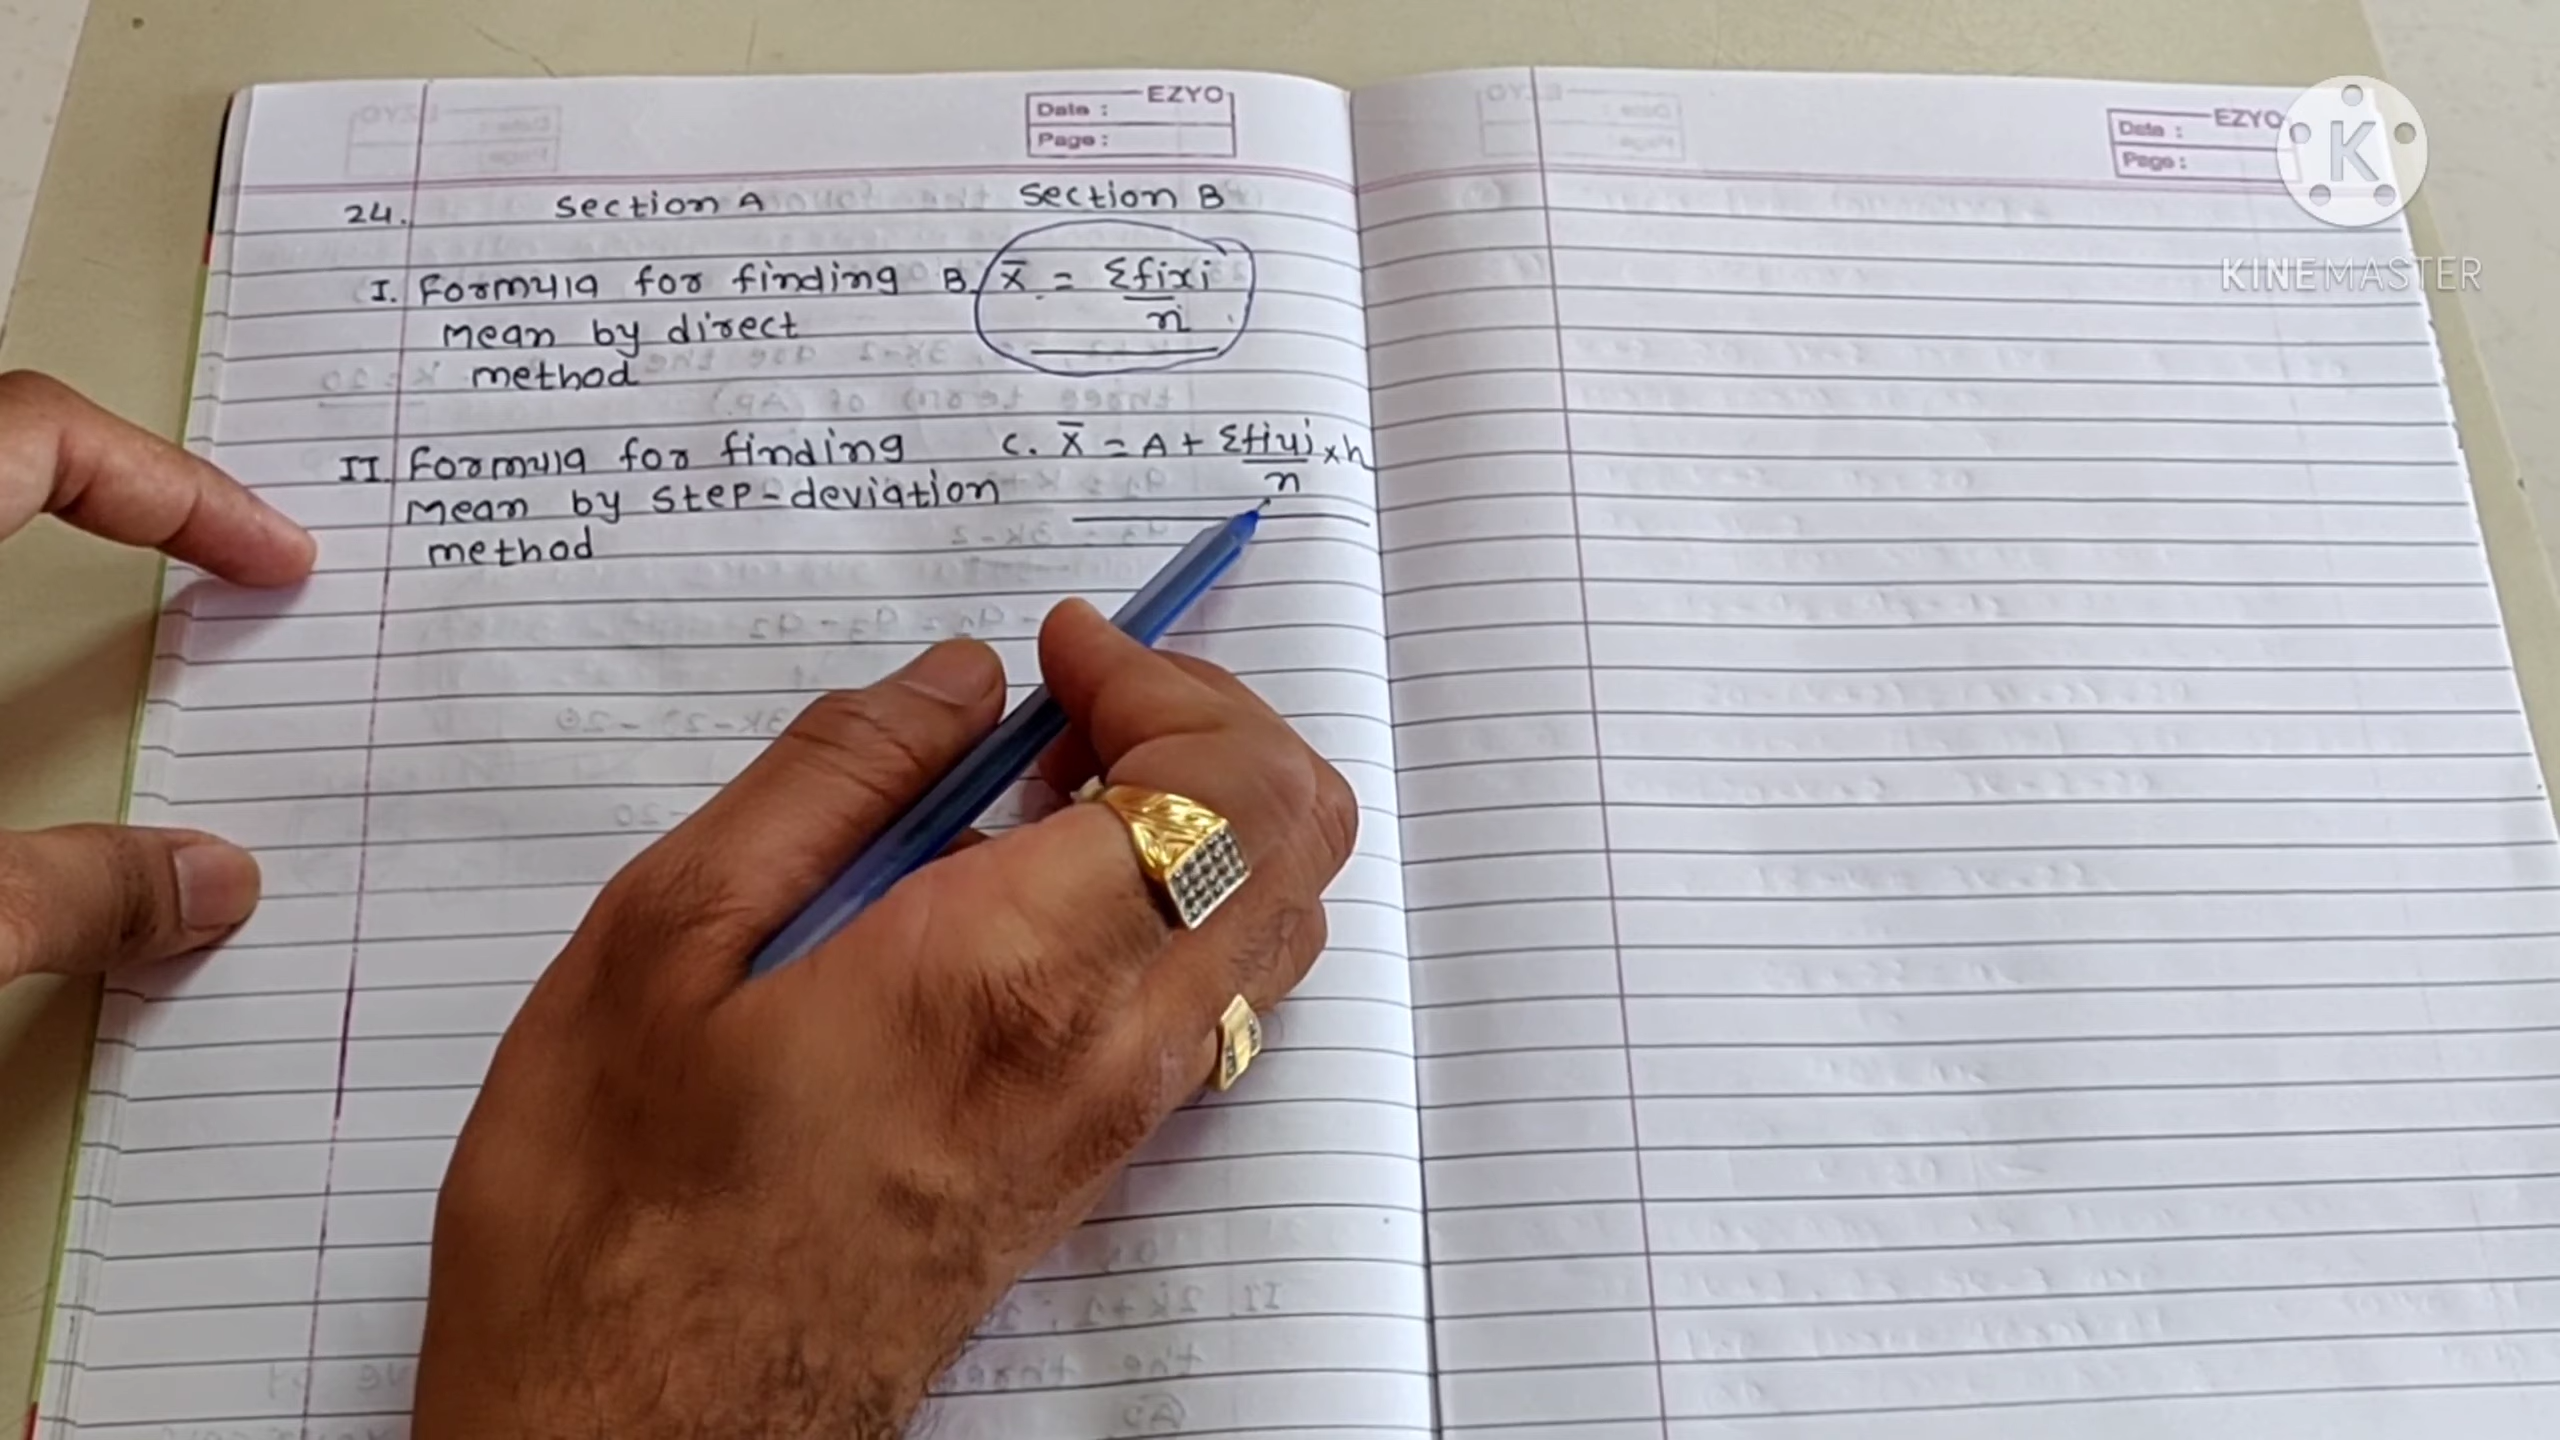 EZYO
Date :
Page :
EZYO
Date :
Page :
K
KINEMASTER
24. Section A Section B
I. Formula for finding B. x̄ = Σfixi
mean by direct n
method
II. Formula for finding C. x̄ = A + Σfiui × h
mean by step-deviation n
method